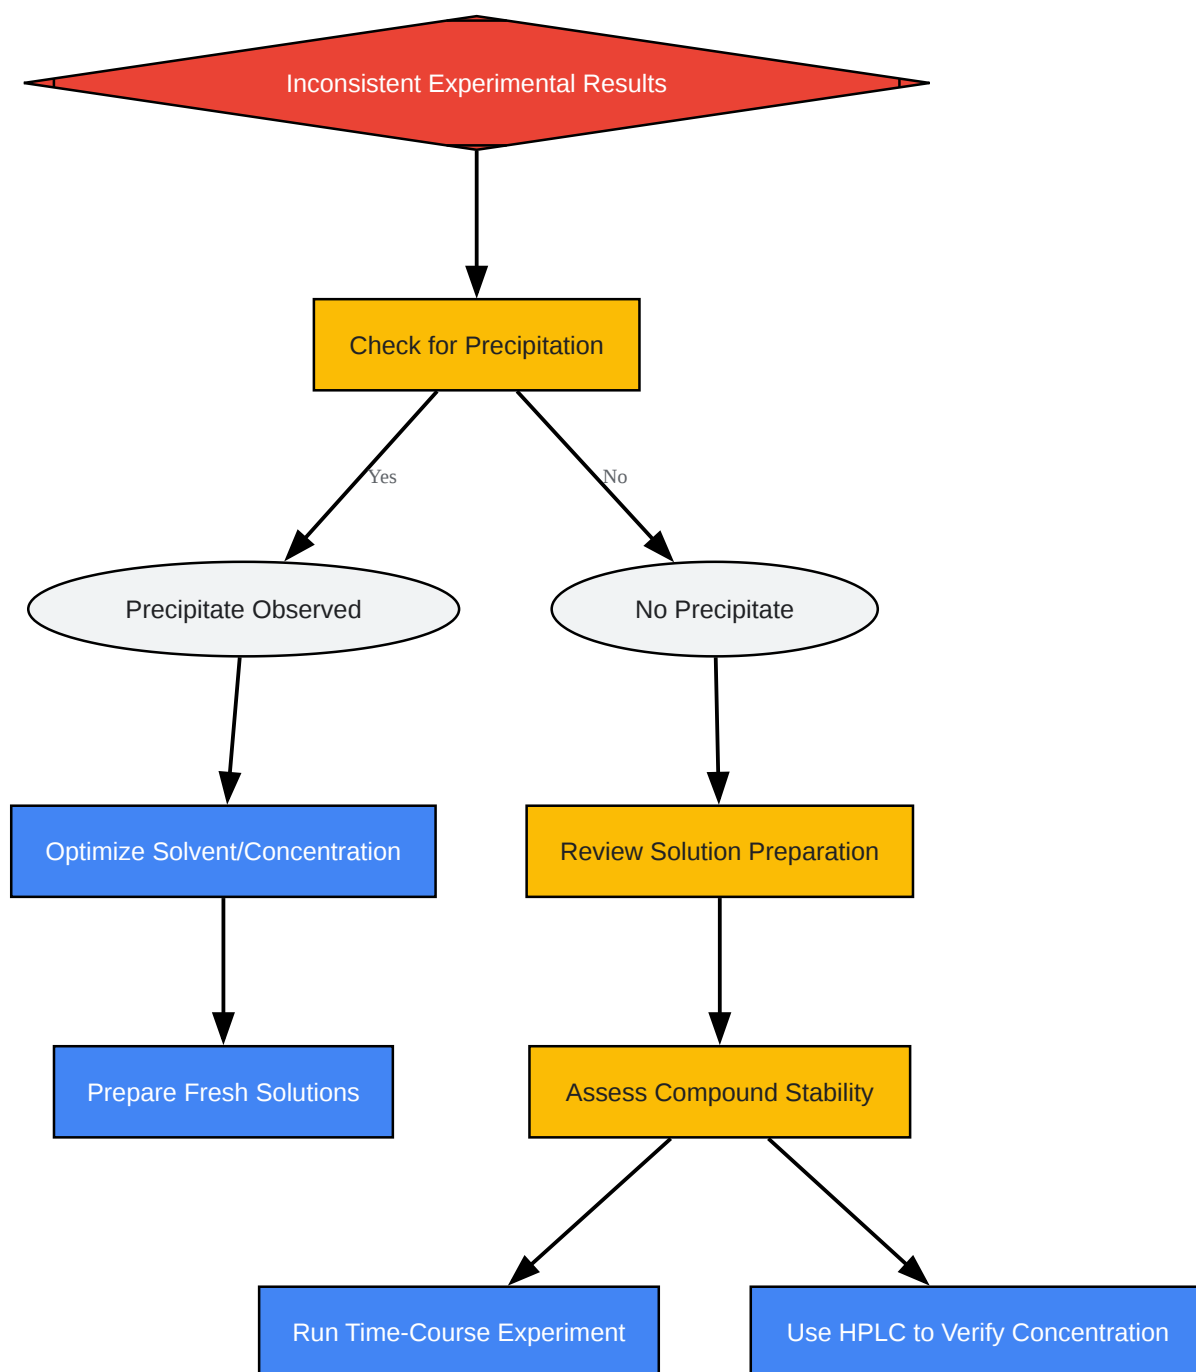 Inconsistent Experimental Results
Check for Precipitation
Yes
No
Precipitate Observed
No Precipitate
Optimize Solvent/Concentration
Review Solution Preparation
Prepare Fresh Solutions
Assess Compound Stability
Run Time-Course Experiment
Use HPLC to Verify Concentration